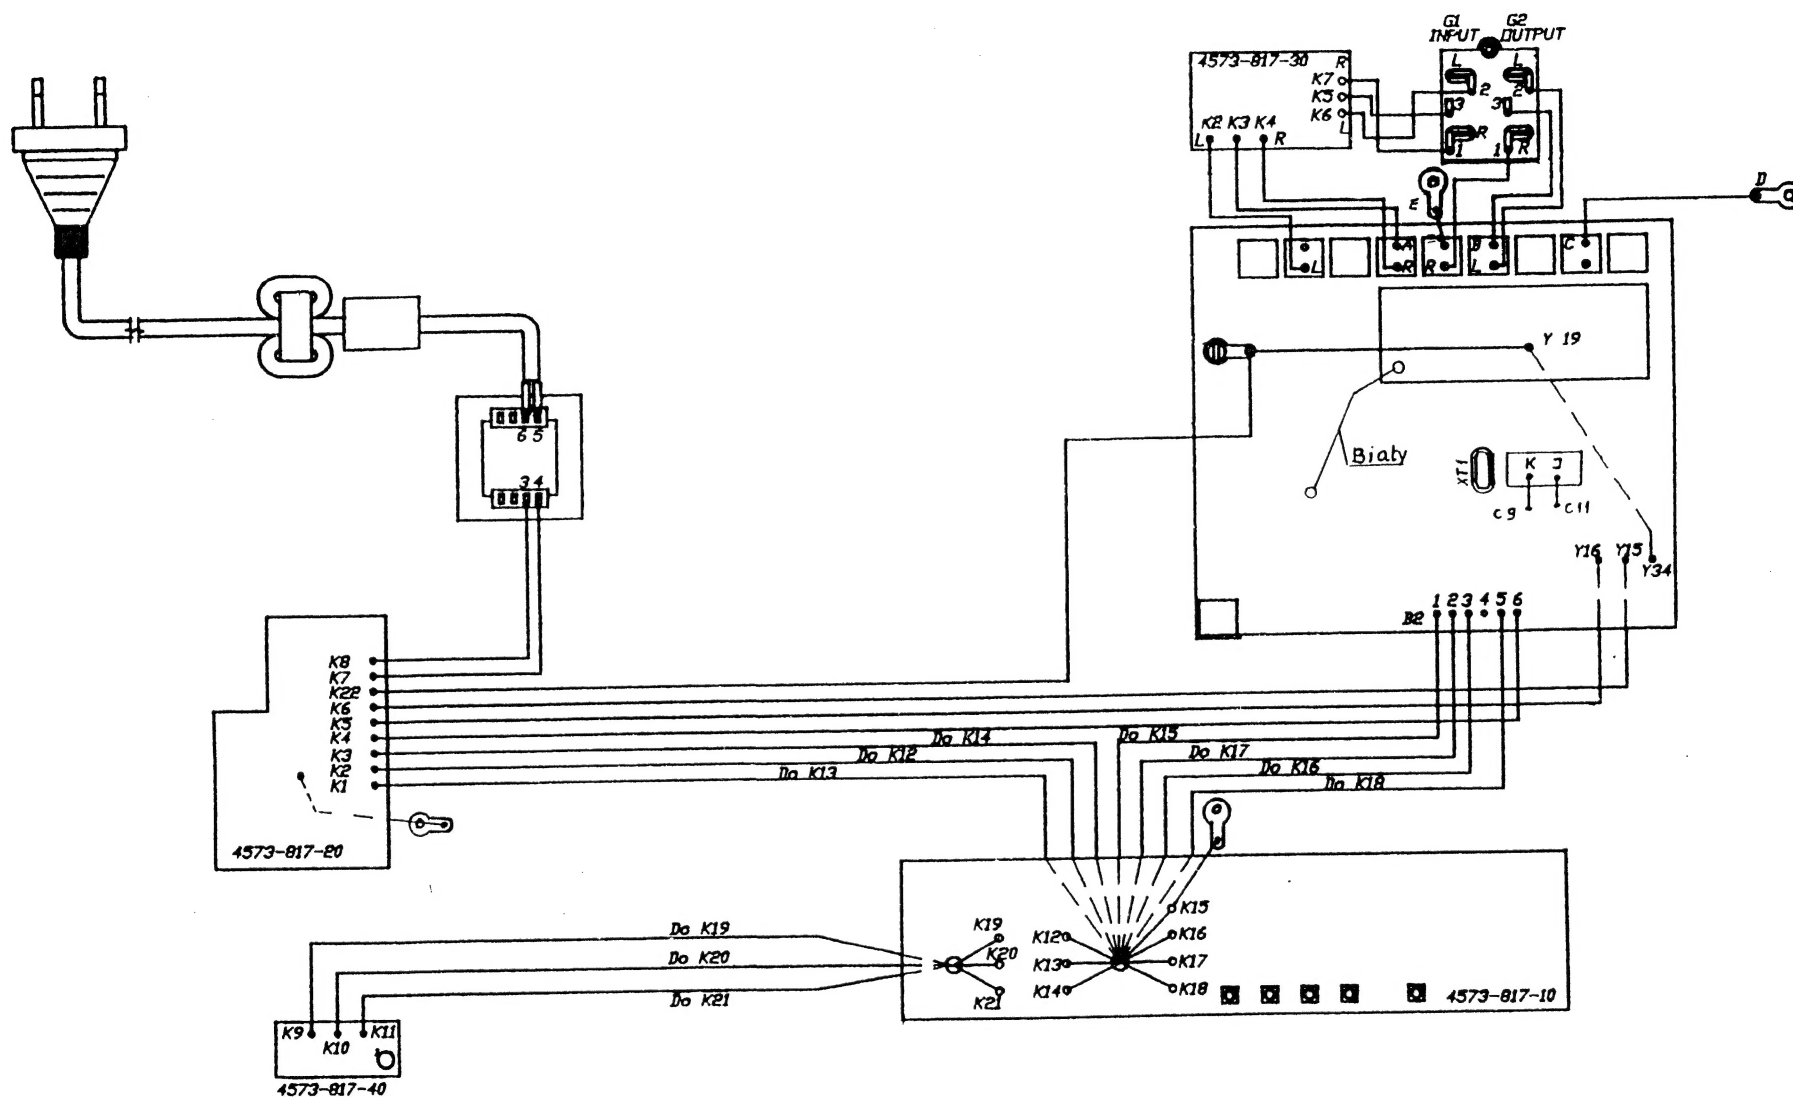 G1 G2
INPUT OUTPUT
4573-817-30 R
K7
K5
K6
L
K2 K3 K4
L R
L L
2 2
3 3
R
1 1 R
E
D
A B C
L R R L
Y 19
Biały
XT1
K J
C9 C11
Y16 Y15
Y34
B2 1 2 3 4 5 6
6 5
3 4
K8
K7
K22
K6
K5
K4
K3
K2
K1
4573-817-20
Do K14
Do K12
Do K13
Do K15
Do K17
Do K16
Do K18
Do K19
Do K20
Do K21
K19
K20
K21
K12
K13
K14
K15
K16
K17
K18
4573-817-10
K9 K10 K11
4573-817-40